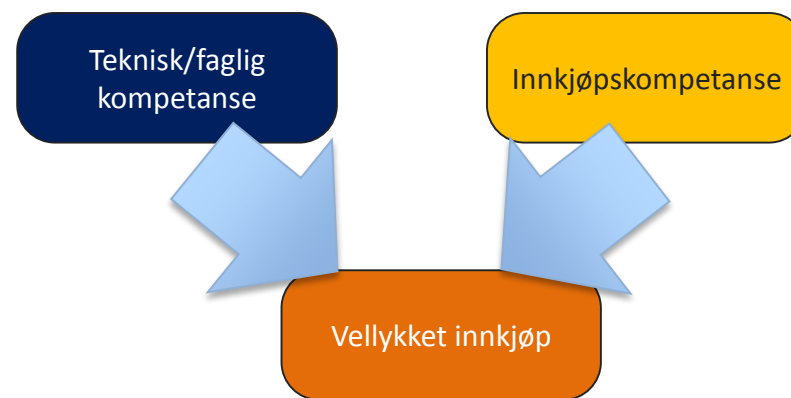 Teknisk/faglig
kompetanse
Innkjøpskompetanse
Vellykket innkjøp